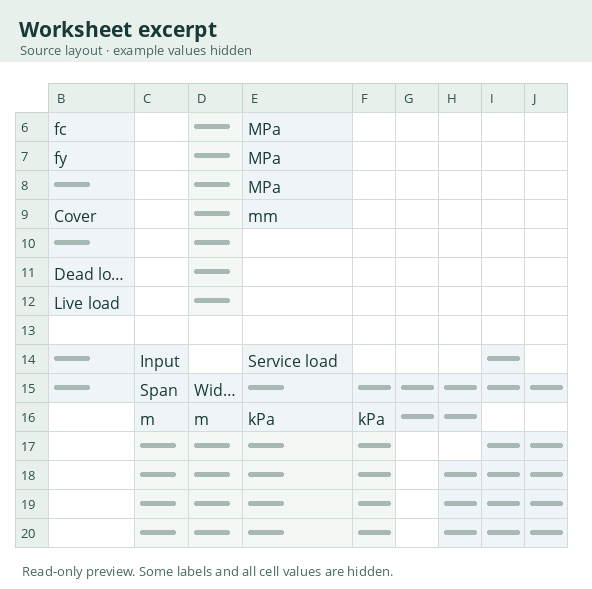 Worksheet excerpt
Source layout · example values hidden
B C D E F G H I J
6 fc MPa
7 fy MPa
8 MPa
9 Cover mm
10
11 Dead lo...
12 Live load
13
14 Input Service load
15 Span Wid...
16 m m kPa kPa
17
18
19
20
Read-only preview. Some labels and all cell values are hidden.